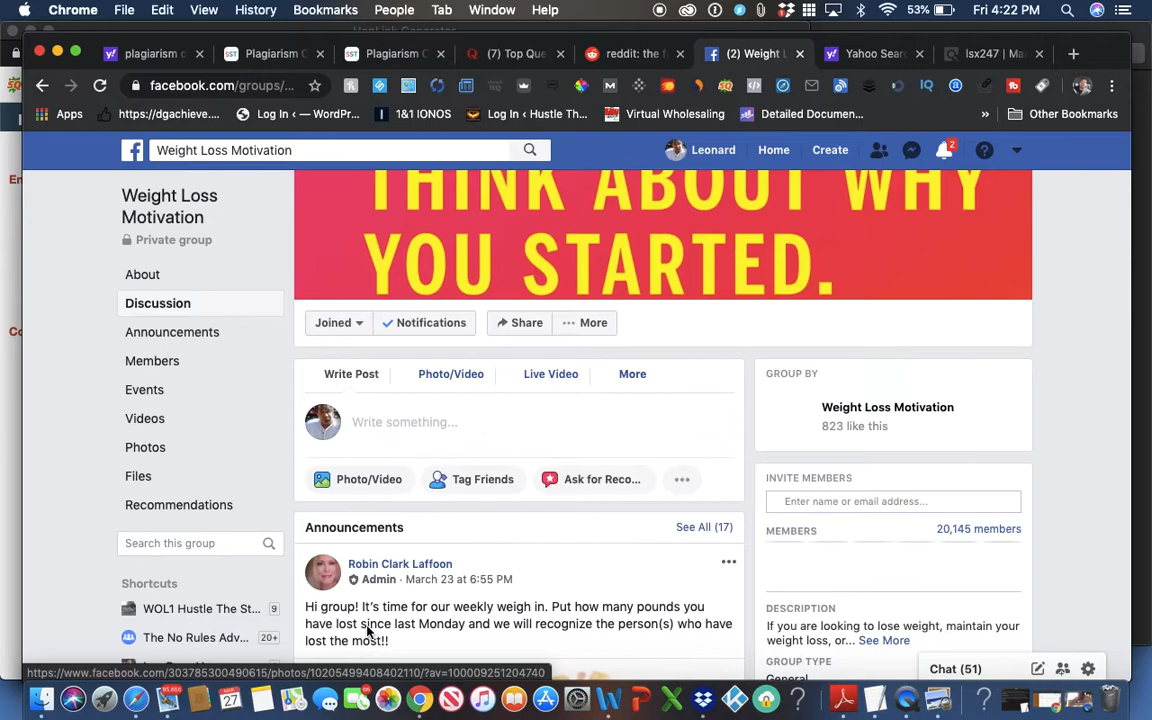 Chrome File Edit View History Bookmarks People Tab Window Help 53% Fri 4:22 PM
yahoo! plagiarism c SST Plagiarism C SST Plagiarism C (7) Top Que reddit: the f (2) Weight L Yahoo Sear lsx247 | Ma
facebook.com/groups/...
Apps https://dgachieve.... Log In ‹ — WordPr... 1&1 IONOS Log In ‹ Hustle Th... Virtual Wholesaling Detailed Documen... » Other Bookmarks
Weight Loss Motivation Leonard Home Create 2
THINK ABOUT WHY
YOU STARTED.
Weight Loss
Motivation
Private group
About
Discussion
Announcements
Members
Events
Videos
Photos
Files
Recommendations
Search this group
Shortcuts
WOL1 Hustle The St... 9
The No Rules Adv... 20+
Joined Notifications Share ··· More
Write Post Photo/Video Live Video More
Write something...
Photo/Video Tag Friends Ask for Reco...
Announcements See All (17)
Robin Clark Laffoon
Admin · March 23 at 6:55 PM
Hi group! It's time for our weekly weigh in. Put how many pounds you
have lost since last Monday and we will recognize the person(s) who have
lost the most!!
GROUP BY
Weight Loss Motivation
823 like this
INVITE MEMBERS
Enter name or email address...
MEMBERS 20,145 members
DESCRIPTION
If you are looking to lose weight, maintain your
weight loss, or... See More
GROUP TYPE
Chat (51)
https://www.facebook.com/303785300490615/photos/10205499408402110/?av=100009251204740